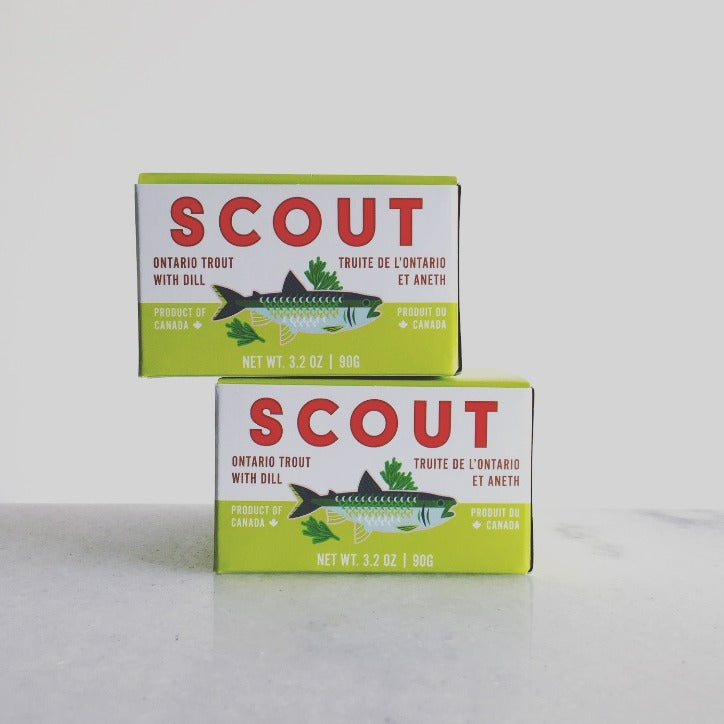 SCOUT
ONTARIO TROUT
WITH DILL
TRUITE DE L'ONTARIO
ET ANETH
PRODUCT OF
CANADA
PRODUIT DU
CANADA
NET WT. 3.2 OZ | 90G
SCOUT
ONTARIO TROUT
WITH DILL
TRUITE DE L'ONTARIO
ET ANETH
PRODUCT OF
CANADA
PRODUIT DU
CANADA
NET WT. 3.2 OZ | 90G